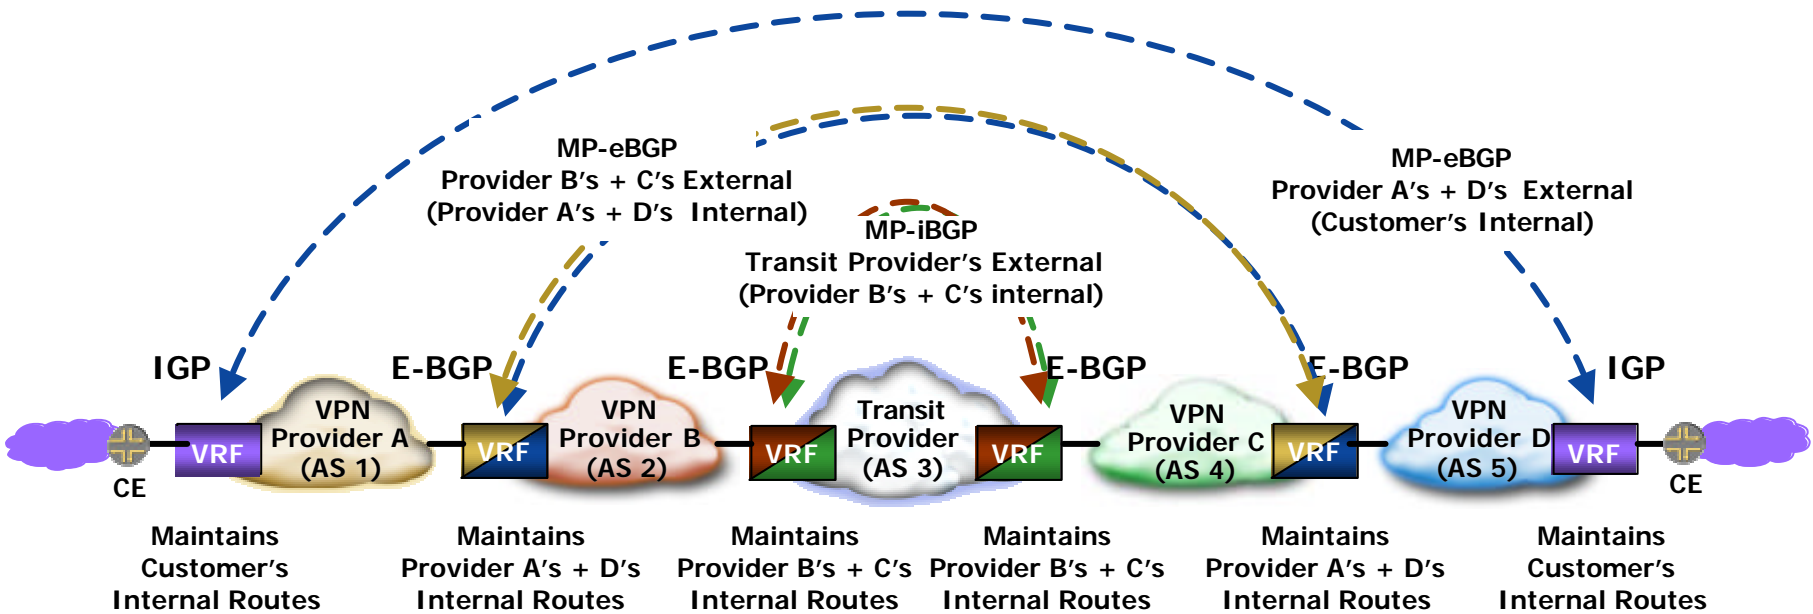 MP-eBGP
Provider B's + C's External
(Provider A's + D's Internal)
MP-eBGP
Provider A's + D's External
(Customer's Internal)
MP-iBGP
Transit Provider's External
(Provider B's + C's internal)
IGP
E-BGP
E-BGP
E-BGP
E-BGP
IGP
CE
VRF
VPN
Provider A
(AS 1)
VRF
VPN
Provider B
(AS 2)
VRF
Transit
Provider
(AS 3)
VRF
VPN
Provider C
(AS 4)
VRF
VPN
Provider D
(AS 5)
VRF
CE
Maintains
Customer's
Internal Routes
Maintains
Provider A's + D's
Internal Routes
Maintains
Provider B's + C's
Internal Routes
Maintains
Provider B's + C's
Internal Routes
Maintains
Provider A's + D's
Internal Routes
Maintains
Customer's
Internal Routes